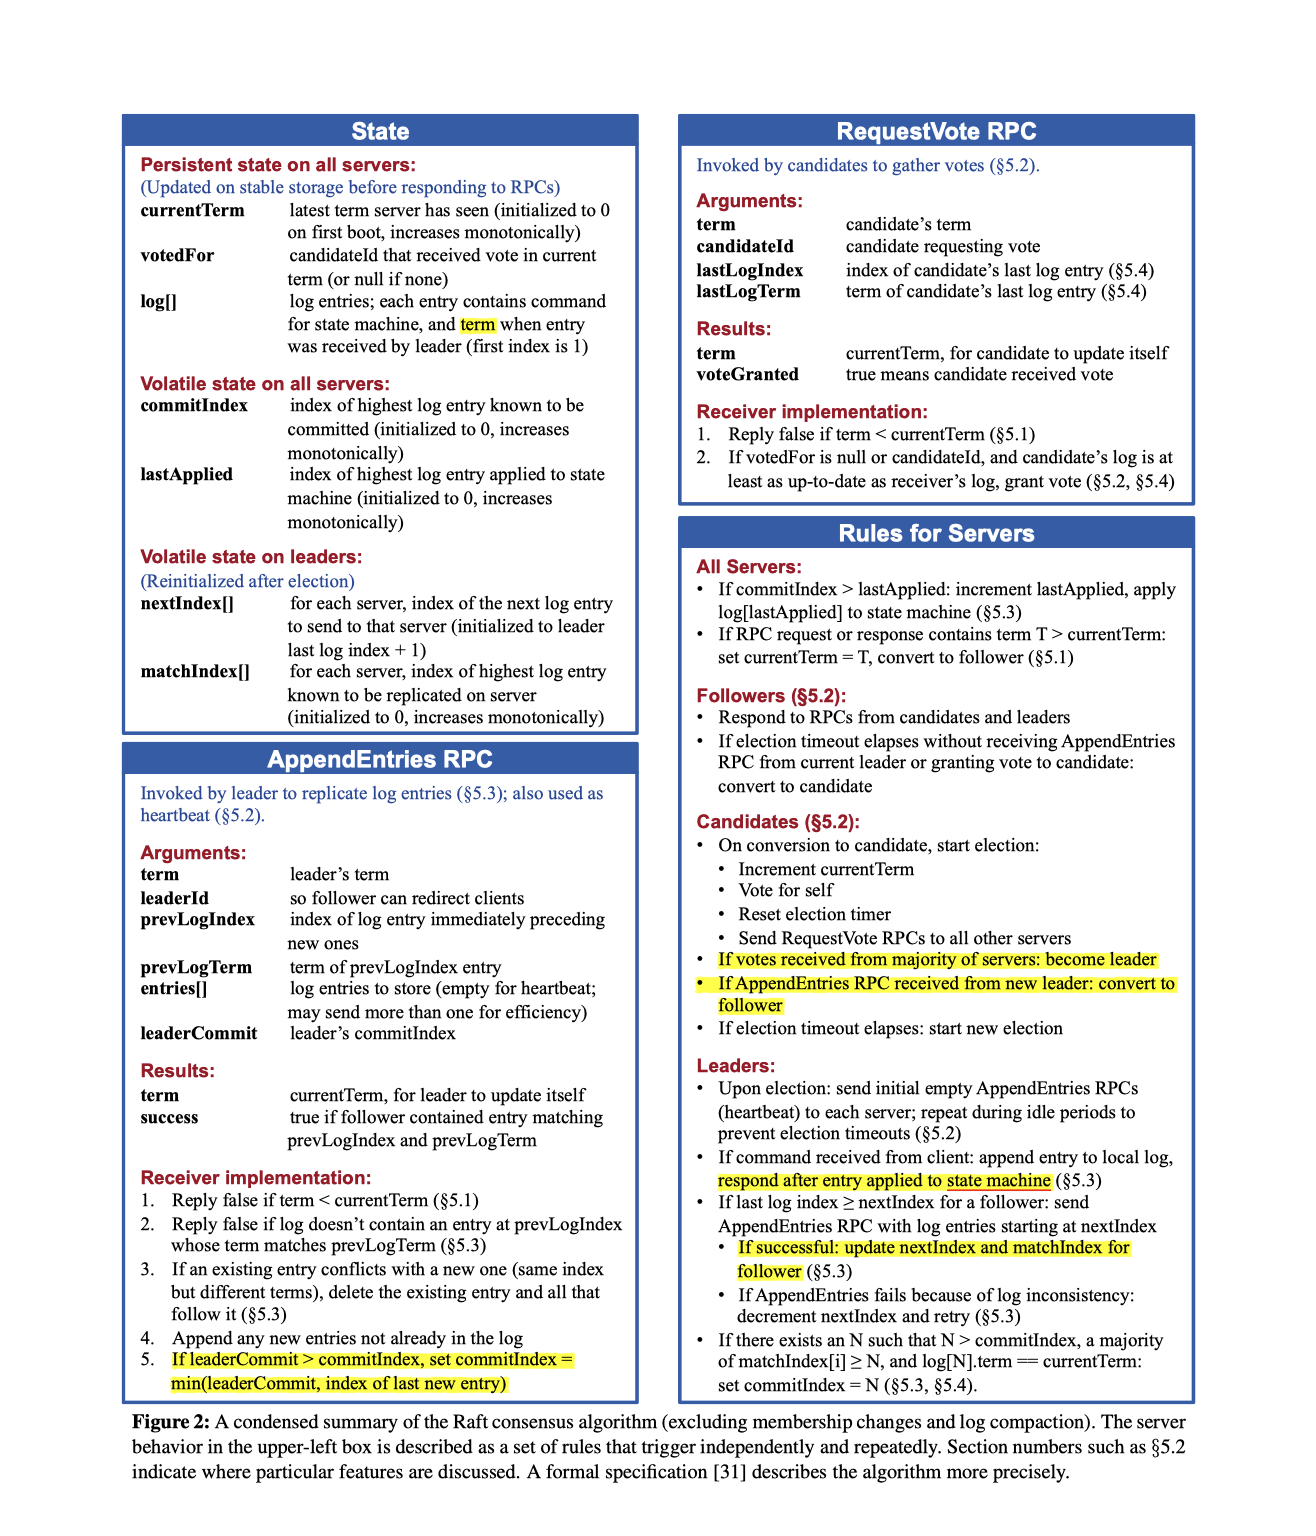 State
Persistent state on all servers:
(Updated on stable storage before responding to RPCs)
currentTerm latest term server has seen (initialized to 0
on first boot, increases monotonically)
votedFor candidateId that received vote in current
term (or null if none)
log[] log entries; each entry contains command
for state machine, and term when entry
was received by leader (first index is 1)
Volatile state on all servers:
commitIndex index of highest log entry known to be
committed (initialized to 0, increases
monotonically)
lastApplied index of highest log entry applied to state
machine (initialized to 0, increases
monotonically)
Volatile state on leaders:
(Reinitialized after election)
nextIndex[] for each server, index of the next log entry
to send to that server (initialized to leader
last log index + 1)
matchIndex[] for each server, index of highest log entry
known to be replicated on server
(initialized to 0, increases monotonically)
AppendEntries RPC
Invoked by leader to replicate log entries (§5.3); also used as
heartbeat (§5.2).
Arguments:
term leader's term
leaderId so follower can redirect clients
prevLogIndex index of log entry immediately preceding
new ones
prevLogTerm term of prevLogIndex entry
entries[] log entries to store (empty for heartbeat;
may send more than one for efficiency)
leaderCommit leader's commitIndex
Results:
term currentTerm, for leader to update itself
success true if follower contained entry matching
prevLogIndex and prevLogTerm
Receiver implementation:
1. Reply false if term < currentTerm (§5.1)
2. Reply false if log doesn't contain an entry at prevLogIndex
whose term matches prevLogTerm (§5.3)
3. If an existing entry conflicts with a new one (same index
but different terms), delete the existing entry and all that
follow it (§5.3)
4. Append any new entries not already in the log
5. If leaderCommit > commitIndex, set commitIndex =
min(leaderCommit, index of last new entry)
RequestVote RPC
Invoked by candidates to gather votes (§5.2).
Arguments:
term candidate's term
candidateId candidate requesting vote
lastLogIndex index of candidate's last log entry (§5.4)
lastLogTerm term of candidate's last log entry (§5.4)
Results:
term currentTerm, for candidate to update itself
voteGranted true means candidate received vote
Receiver implementation:
1. Reply false if term < currentTerm (§5.1)
2. If votedFor is null or candidateId, and candidate's log is at
least as up-to-date as receiver's log, grant vote (§5.2, §5.4)
Rules for Servers
All Servers:
• If commitIndex > lastApplied: increment lastApplied, apply
log[lastApplied] to state machine (§5.3)
• If RPC request or response contains term T > currentTerm:
set currentTerm = T, convert to follower (§5.1)
Followers (§5.2):
• Respond to RPCs from candidates and leaders
• If election timeout elapses without receiving AppendEntries
RPC from current leader or granting vote to candidate:
convert to candidate
Candidates (§5.2):
• On conversion to candidate, start election:
• Increment currentTerm
• Vote for self
• Reset election timer
• Send RequestVote RPCs to all other servers
• If votes received from majority of servers: become leader
• If AppendEntries RPC received from new leader: convert to
follower
• If election timeout elapses: start new election
Leaders:
• Upon election: send initial empty AppendEntries RPCs
(heartbeat) to each server; repeat during idle periods to
prevent election timeouts (§5.2)
• If command received from client: append entry to local log,
respond after entry applied to state machine (§5.3)
• If last log index ≥ nextIndex for a follower: send
AppendEntries RPC with log entries starting at nextIndex
• If successful: update nextIndex and matchIndex for
follower (§5.3)
• If AppendEntries fails because of log inconsistency:
decrement nextIndex and retry (§5.3)
• If there exists an N such that N > commitIndex, a majority
of matchIndex[i] ≥ N, and log[N].term == currentTerm:
set commitIndex = N (§5.3, §5.4).
Figure 2: A condensed summary of the Raft consensus algorithm (excluding membership changes and log compaction). The server
behavior in the upper-left box is described as a set of rules that trigger independently and repeatedly. Section numbers such as §5.2
indicate where particular features are discussed. A formal specification [31] describes the algorithm more precisely.